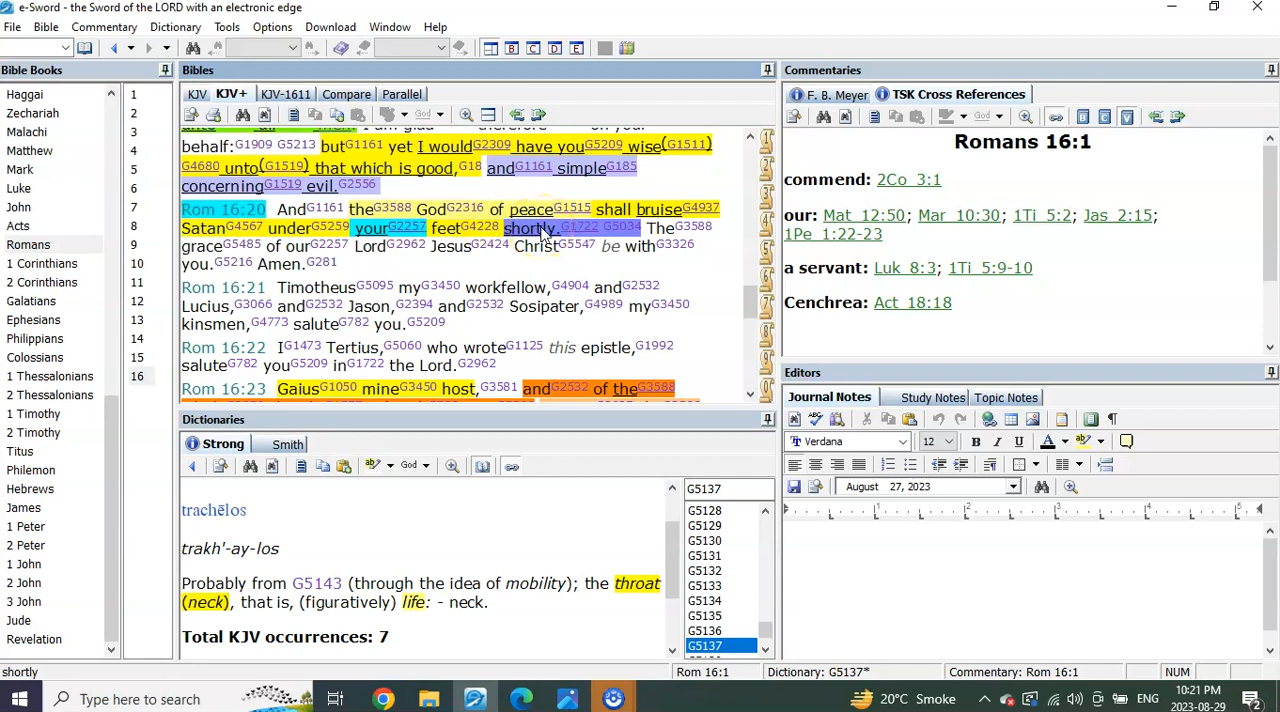 e-Sword - the Sword of the LORD with an electronic edge
File Bible Commentary Dictionary Tools Options Download Window Help
B C D E
Bible Books
Haggai
Zechariah
Malachi
Matthew
Mark
Luke
John
Acts
Romans
1 Corinthians
2 Corinthians
Galatians
Ephesians
Philippians
Colossians
1 Thessalonians
2 Thessalonians
1 Timothy
2 Timothy
Titus
Philemon
Hebrews
James
1 Peter
2 Peter
1 John
2 John
3 John
Jude
Revelation
1
2
3
4
5
6
7
8
9
10
11
12
13
14
15
16
Bibles
KJV KJV+ KJV-1611 Compare Parallel
God
behal:G1909 G5213 butG1161 yet I wouldG2309 have youG5209 wise(G1511)
G4680 unto(G1519) that which is good,G18 andG1161 simpleG185
concerningG1519 evil.G2556
Rom 16:20 AndG1161 theG3588 GodG2316 of peaceG1515 shall bruiseG4937
SatanG4567 underG5259 yourG2257 feetG4228 shortly.G1722 G5034 TheG3588
graceG5485 of ourG2257 LordG2962 JesusG2424 ChristG5547 be withG3326
you.G5216 Amen.G281
Rom 16:21 TimotheusG5095 myG3450 workfellow,G4904 andG2532
Lucius,G3066 andG2532 Jason,G2394 andG2532 Sosipater,G4989 myG3450
kinsmen,G4773 saluteG782 you.G5209
Rom 16:22 IG1473 Tertius,G5060 who wroteG1125 this epistle,G1992
saluteG782 youG5209 inG1722 the Lord.G2962
Rom 16:23 GaiusG1050 mineG3450 host,G3581 andG2532 of theG3588
Dictionaries
Strong Smith
God
trachēlos
trakh'-ay-los
Probably from G5143 (through the idea of mobility); the throat
(neck), that is, (figuratively) life: - neck.
Total KJV occurrences: 7
G5137
G5128
G5129
G5130
G5131
G5132
G5133
G5134
G5135
G5136
G5137
Commentaries
F. B. Meyer TSK Cross References
B C V
Romans 16:1
commend: 2Co 3:1
our: Mat 12:50; Mar 10:30; 1Ti 5:2; Jas 2:15;
1Pe 1:22-23
a servant: Luk 8:3; 1Ti 5:9-10
Cenchrea: Act 18:18
Editors
Journal Notes Study Notes Topic Notes
Verdana 12 B I U A
August 27, 2023
1 2 3 4 5
shortly Rom 16:1 Dictionary: G5137* Commentary: Rom 16:1 NUM
Type here to search
20°C Smoke
ENG
10:21 PM
2023-08-29
2